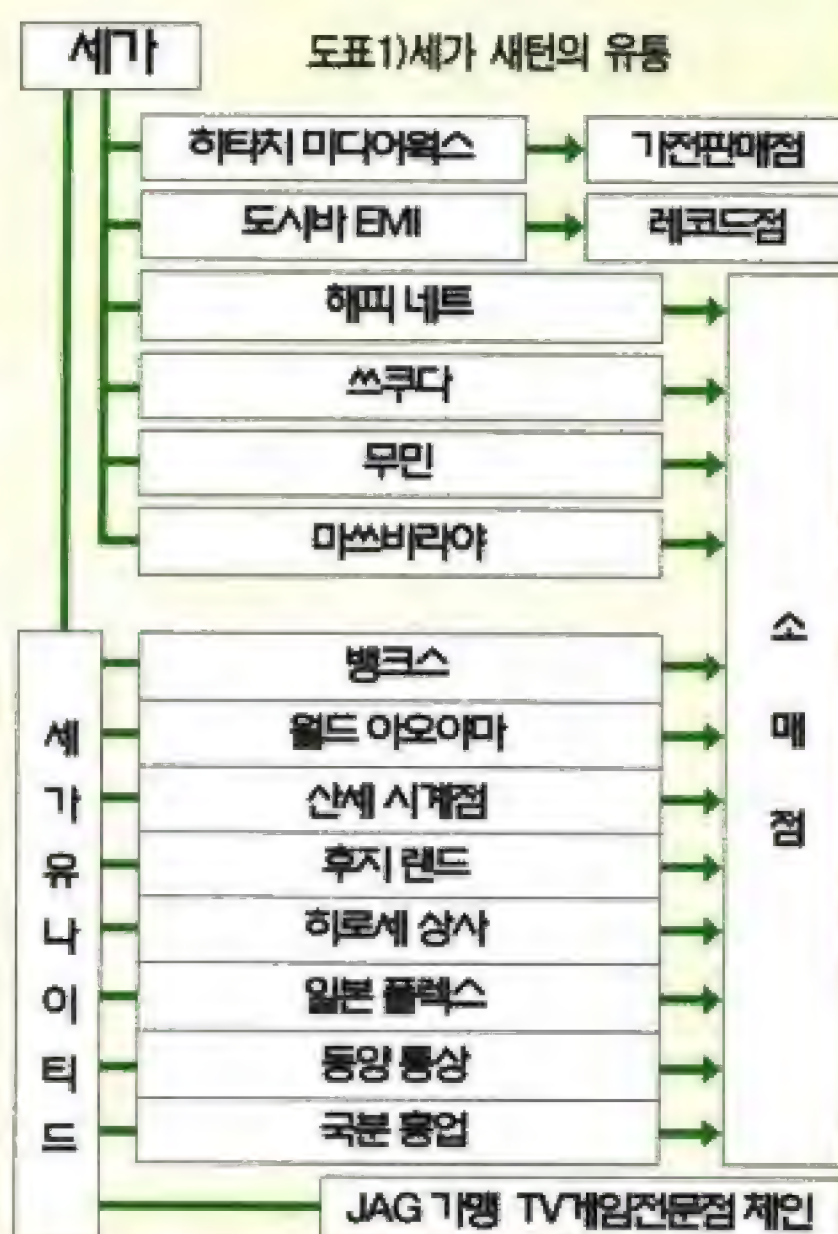 세가
도표1)세가 새턴의 유통
히타치 미디어웍스
가전판매점
도시바 EMI
레코드점
해피 네트
쓰쿠다
무민
마쓰비라야
소매점
세가유나이티드
뱅크스
월드 아오야마
산세 시계점
후지 랜드
히로세 상사
일본 플렉스
동양 통상
국분 흥업
JAG 가맹 TV게임전문점 체인